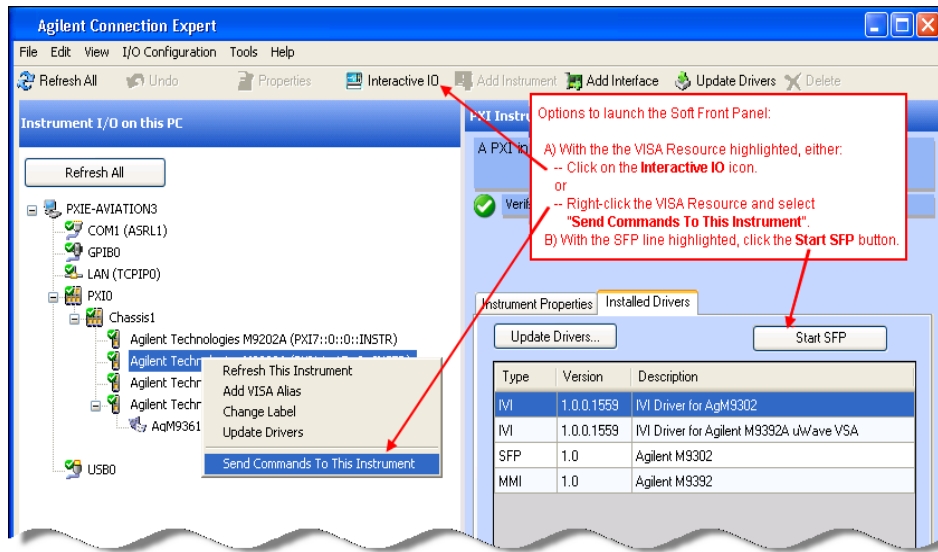 Agilent Connection Expert
File Edit View I/O Configuration Tools Help
Refresh All Undo Properties Interactive IO Add Instrument Add Interface Update Drivers Delete
Instrument I/O on this PC
Refresh All
PXIE-AVIATION3
COM1 (ASRL1)
GPIB0
LAN (TCPIP0)
PXI0
Chassis1
Agilent Technologies M9202A (PXI7::0::0::INSTR)
Agilent Techn
Agilent Techr
Agilent Techr
AgM9361
USB0
Refresh This Instrument
Add VISA Alias
Change Label
Update Drivers
Send Commands To This Instrument
PXI Instru
A PXI in
Verifi
Options to launch the Soft Front Panel:
A) With the the VISA Resource highlighted, either:
-- Click on the Interactive IO icon.
or
-- Right-click the VISA Resource and select
"Send Commands To This Instrument".
B) With the SFP line highlighted, click the Start SFP button.
Instrument Properties Installed Drivers
Update Drivers... Start SFP
Type Version Description
IVI 1.0.0.1559 IVI Driver for AgM9302
IVI 1.0.0.1559 IVI Driver for Agilent M9392A uWave VSA
SFP 1.0 Agilent M9302
MMI 1.0 Agilent M9392